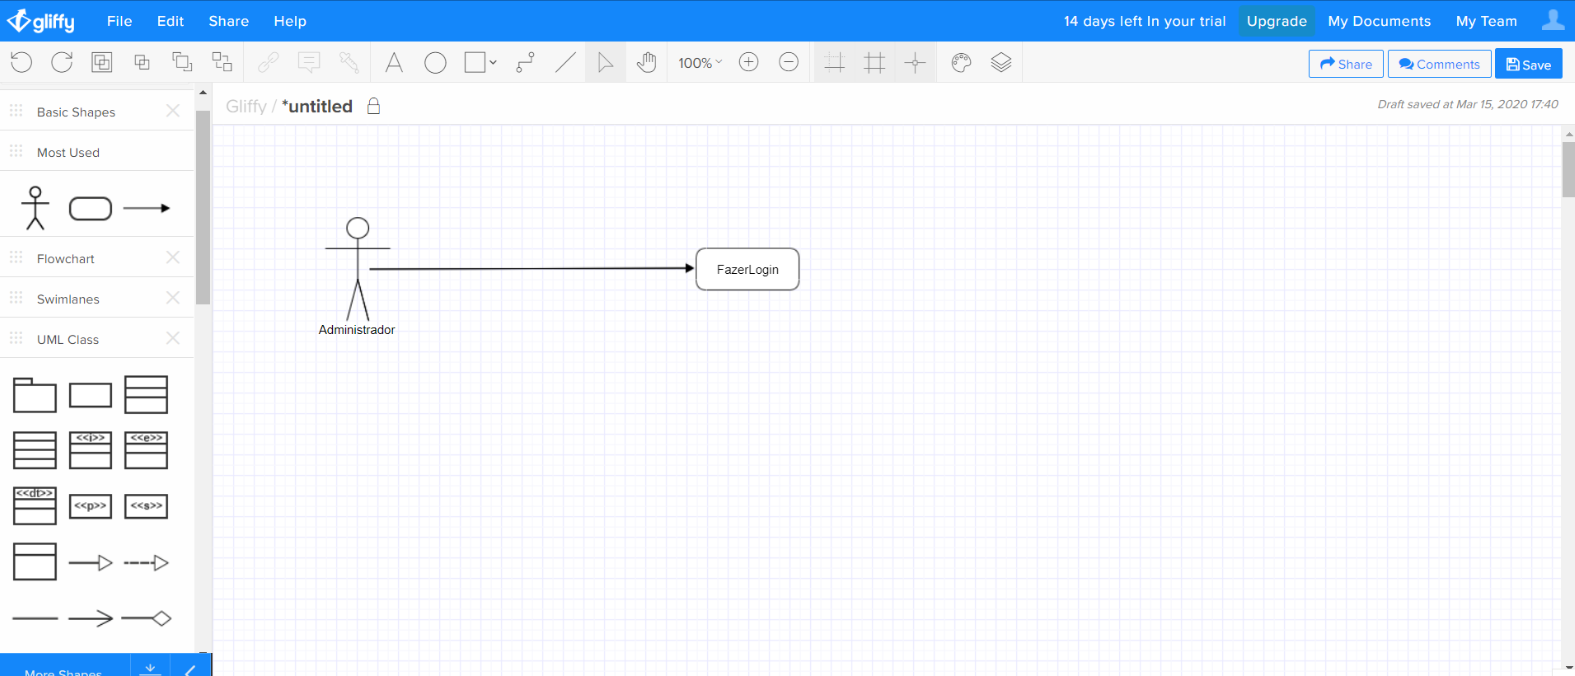 gliffy File Edit Share Help 14 days left In your trial Upgrade My Documents My Team
100% Share Comments Save
Basic Shapes
Gliffy / *untitled
Draft saved at Mar 15, 2020 17:40
Most Used
Flowchart
Swimlanes
UML Class
<<i>> <<e>>
<<dt>>
<<p>> <<s>>
More Shapes
FazerLogin
Administrador